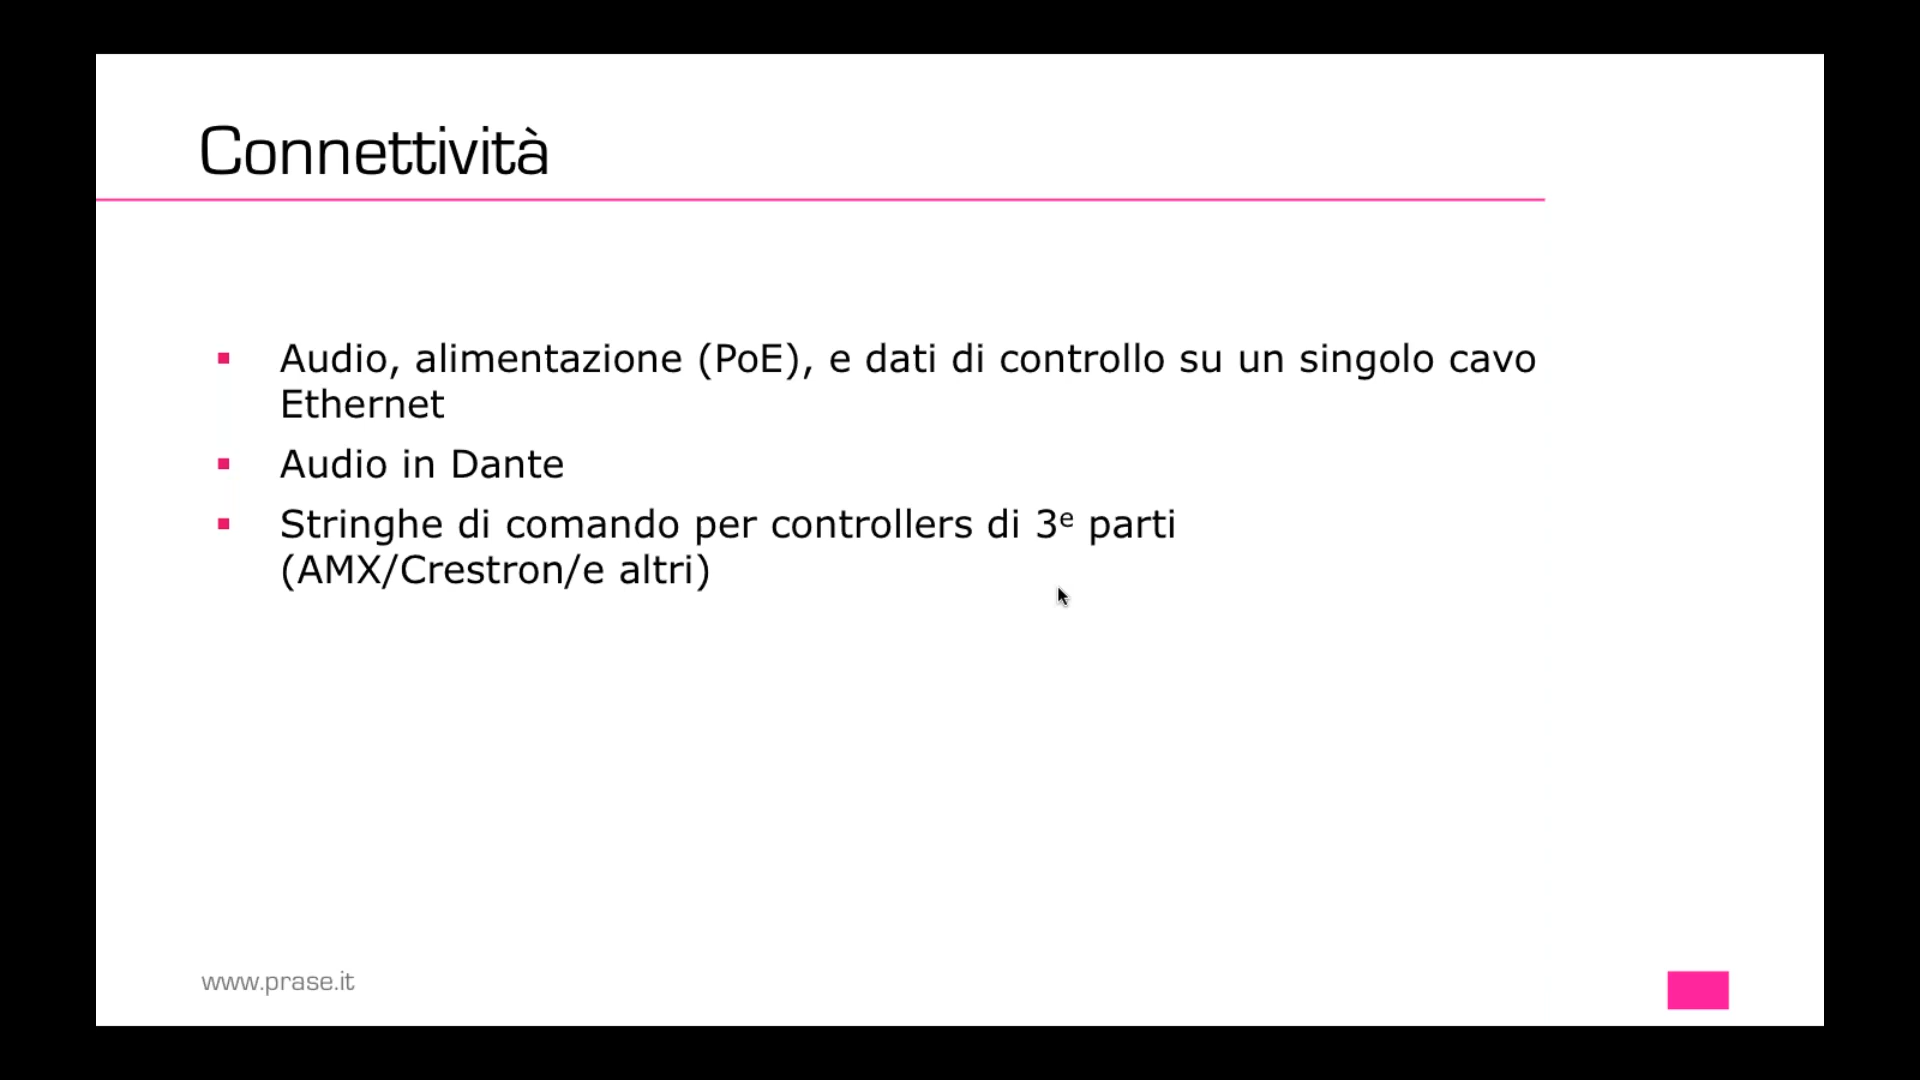 Connettività
Audio, alimentazione (PoE), e dati di controllo su un singolo cavo
Ethernet
Audio in Dante
Stringhe di comando per controllers di 3ᵉ parti
(AMX/Crestron/e altri)
www.prase.it